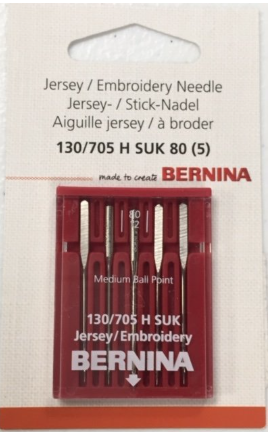 Jersey / Embroidery Needle
Jersey- / Stick-Nadel
Aiguille jersey / à broder
130/705 H SUK 80 (5)
made to create BERNINA
80
12
Medium Ball Point
130/705 H SUK
Jersey/Embroidery
BERNINA